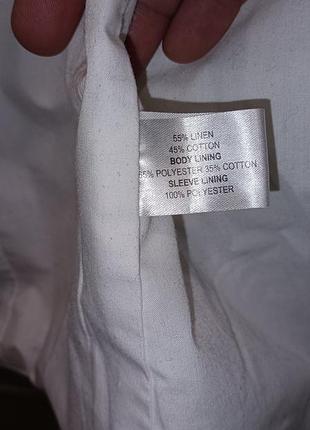 55% LINEN
45% COTTON
BODY LINING
65% POLYESTER 35% COTTON
SLEEVE LINING
100% POLYESTER